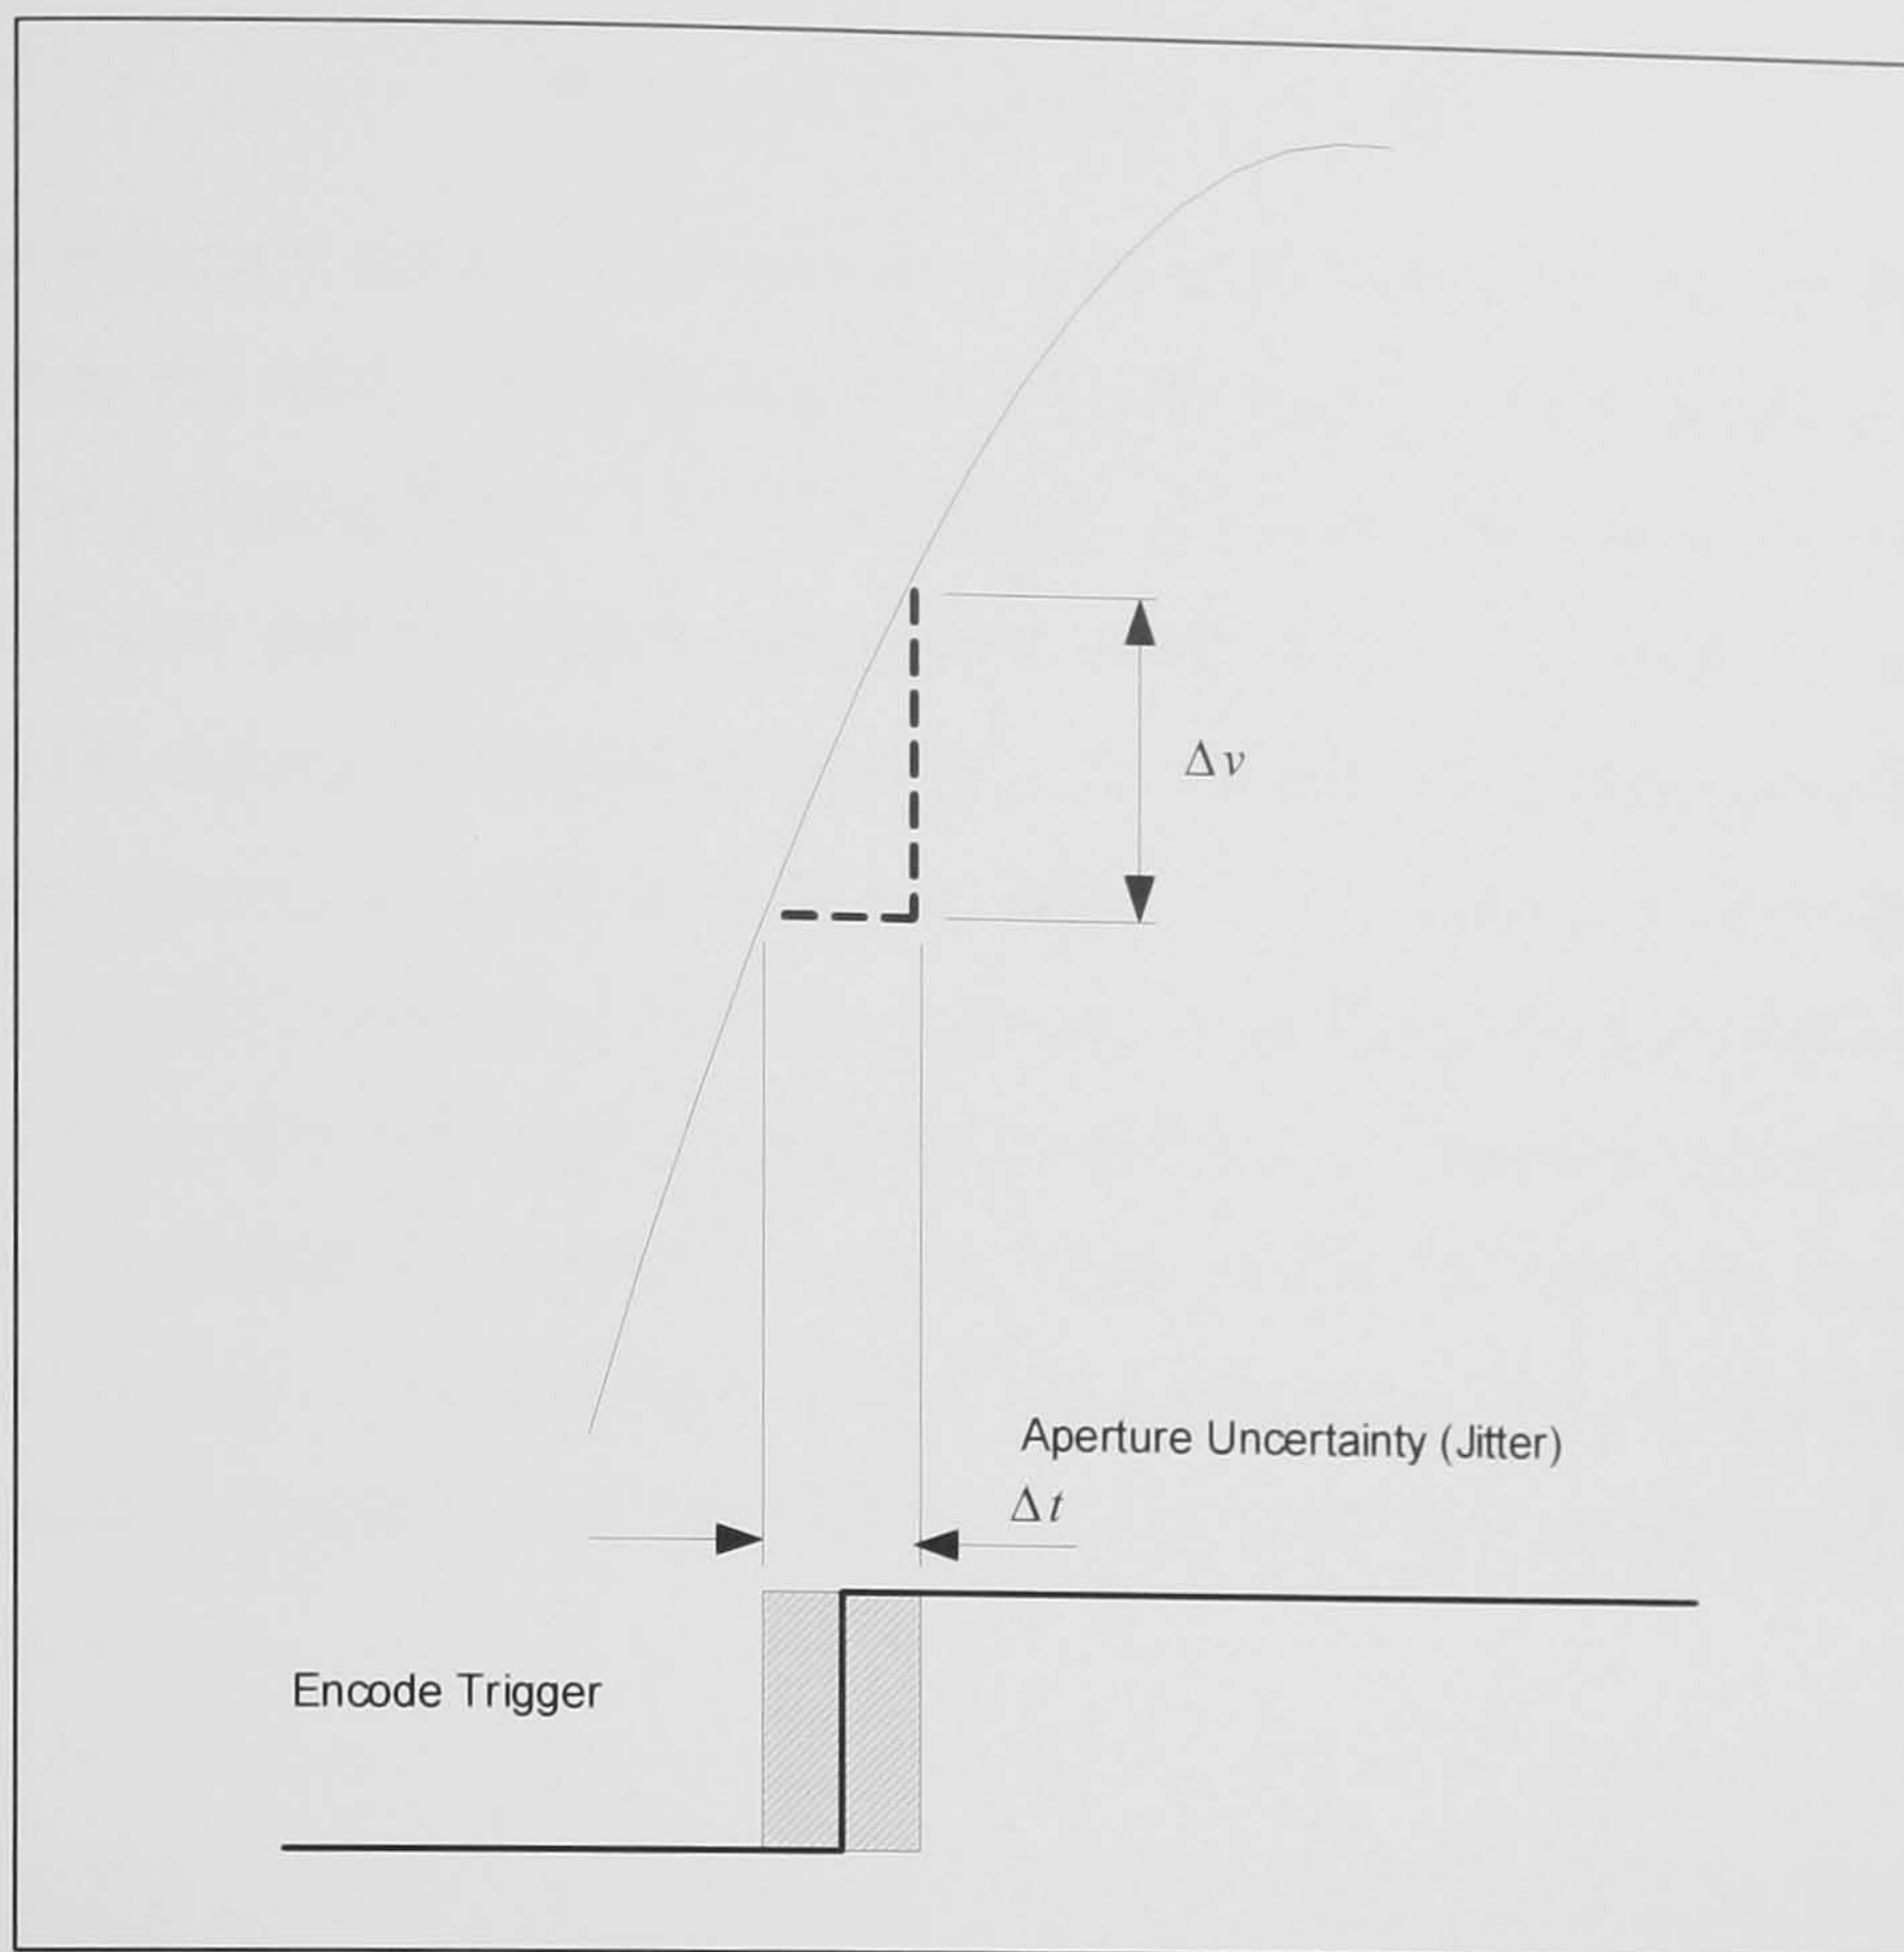 Δv
Aperture Uncertainty (Jitter)
Δt
Encode Trigger